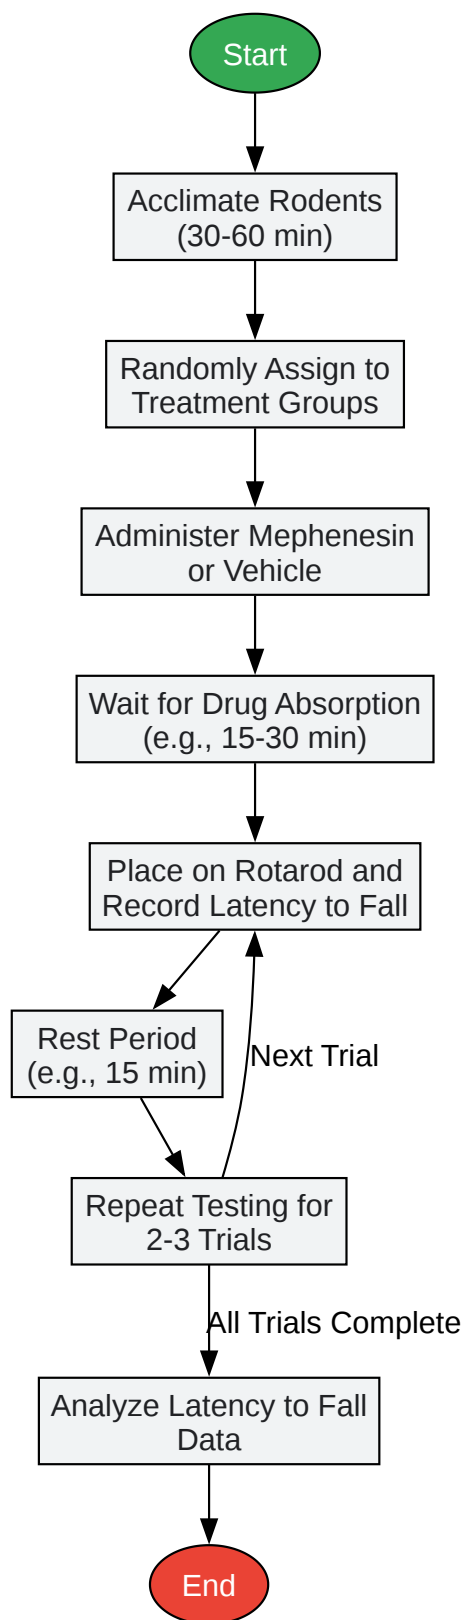 Start
Acclimate Rodents
(30-60 min)
Randomly Assign to
Treatment Groups
Administer Mephenesin
or Vehicle
Wait for Drug Absorption
(e.g., 15-30 min)
Place on Rotarod and
Record Latency to Fall
Rest Period
(e.g., 15 min)
Next Trial
Repeat Testing for
2-3 Trials
All Trials Complete
Analyze Latency to Fall
Data
End